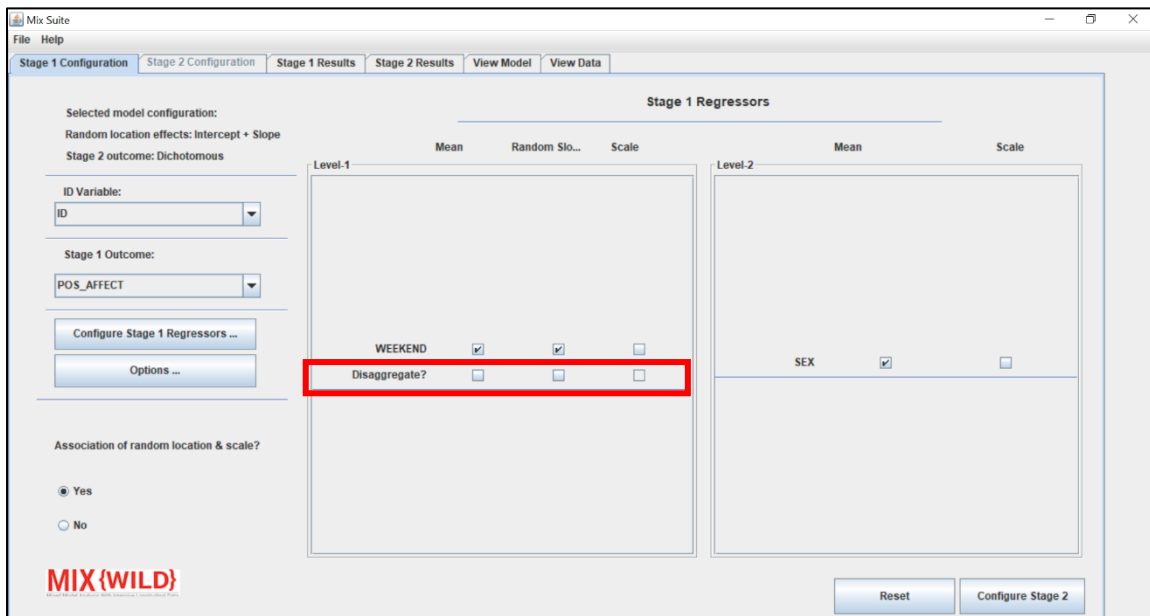 Mix Suite
File Help
Stage 1 Configuration Stage 2 Configuration Stage 1 Results Stage 2 Results View Model View Data
Selected model configuration:
Random location effects: Intercept + Slope
Stage 2 outcome: Dichotomous
ID Variable:
ID
Stage 1 Outcome:
POS_AFFECT
Configure Stage 1 Regressors ...
Options ...
Association of random location & scale?
Yes
No
MIX {WILD}
Stage 1 Regressors
Mean Random Slo... Scale
Level-1
WEEKEND
Disaggregate?
Mean Scale
Level-2
SEX
Reset Configure Stage 2